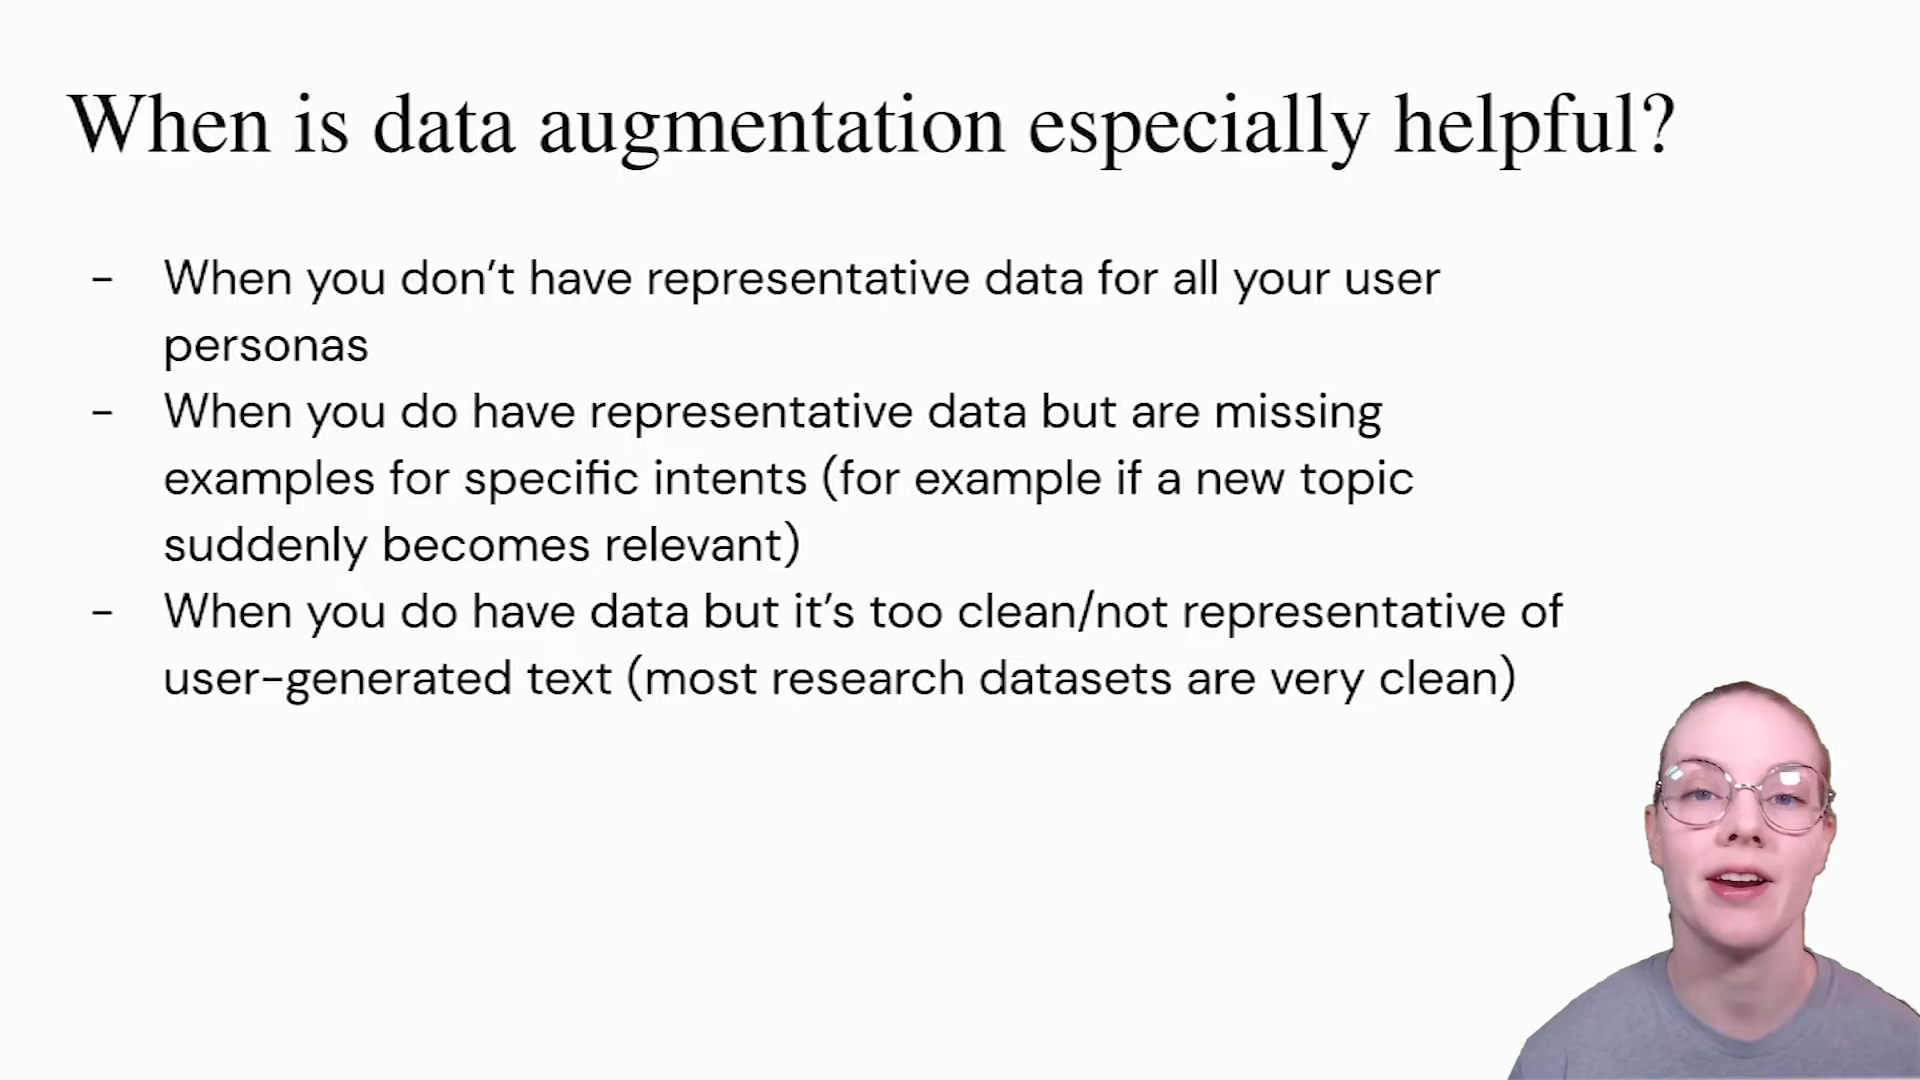 When is data augmentation especially helpful?
- When you don’t have representative data for all your user
personas
- When you do have representative data but are missing
examples for specific intents (for example if a new topic
suddenly becomes relevant)
- When you do have data but it’s too clean/not representative of
user-generated text (most research datasets are very clean)